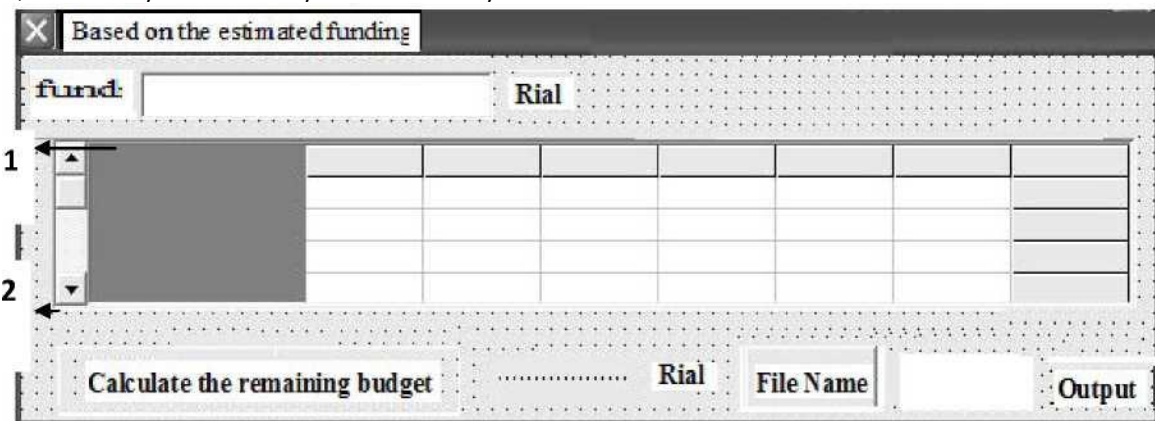 Based on the estimated funding
fund:
Rial
1
2
Calculate the remaining budget
Rial
File Name
Output